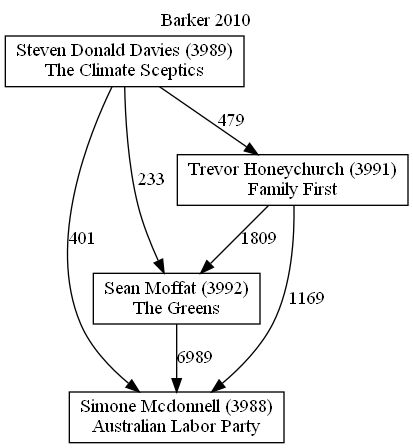 Barker 2010
Steven Donald Davies (3989)
The Climate Sceptics
479
Trevor Honeychurch (3991)
Family First
233
401
1809
Sean Moffat (3992)
The Greens
1169
6989
Simone Mcdonnell (3988)
Australian Labor Party